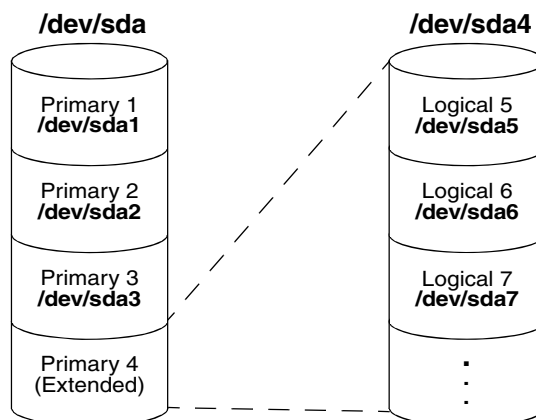 /dev/sda
Primary 1
/dev/sda1
Primary 2
/dev/sda2
Primary 3
/dev/sda3
Primary 4
(Extended)
/dev/sda4
Logical 5
/dev/sda5
Logical 6
/dev/sda6
Logical 7
/dev/sda7